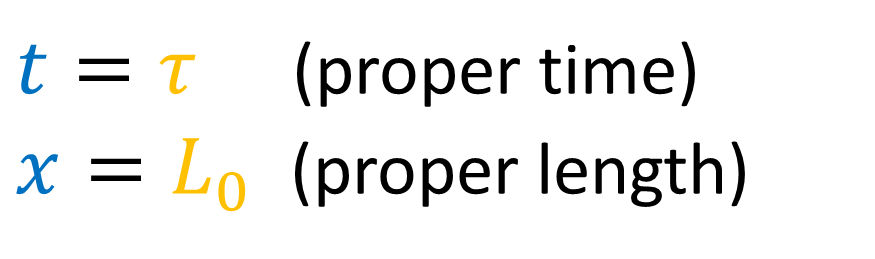 t = τ (proper time)
x = L₀ (proper length)